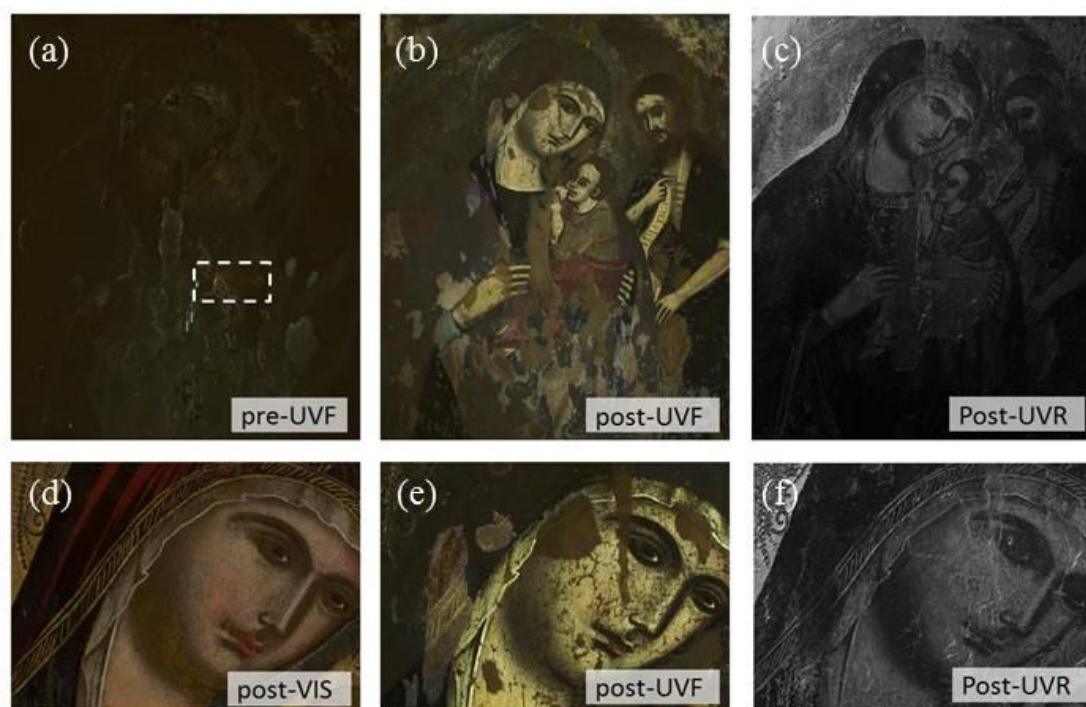 (a)
pre-UVF
(b)
post-UVF
(c)
Post-UVR
(d)
post-VIS
(e)
post-UVF
(f)
Post-UVR